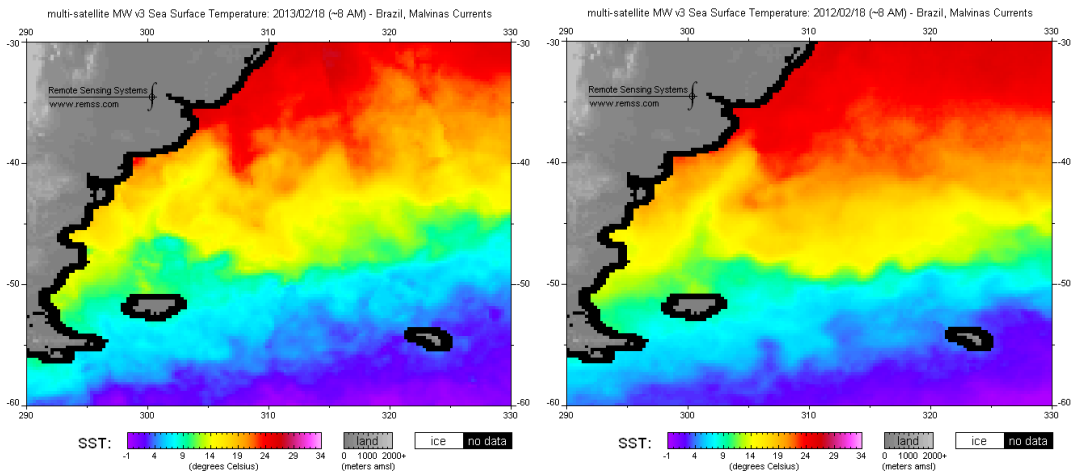 multi-satellite MW v3 Sea Surface Temperature: 2013/02/18 (~8 AM) - Brazil, Malvinas Currents
290 300 310 320 330
-30 -30
Remote Sensing Systems
www.remss.com
-40 -40
-50 -50
-60 -60
290 300 310 320 330
SST:
-1 4 9 14 19 24 29 34
(degrees Celsius)
land
0 1000 2000+
(meters amsl)
ice no data
multi-satellite MW v3 Sea Surface Temperature: 2012/02/18 (~8 AM) - Brazil, Malvinas Currents
290 300 310 320 330
-30 -30
Remote Sensing Systems
www.remss.com
-40 -40
-50 -50
-60 -60
290 300 310 320 330
SST:
-1 4 9 14 19 24 29 34
(degrees Celsius)
land
0 1000 2000+
(meters amsl)
ice no data